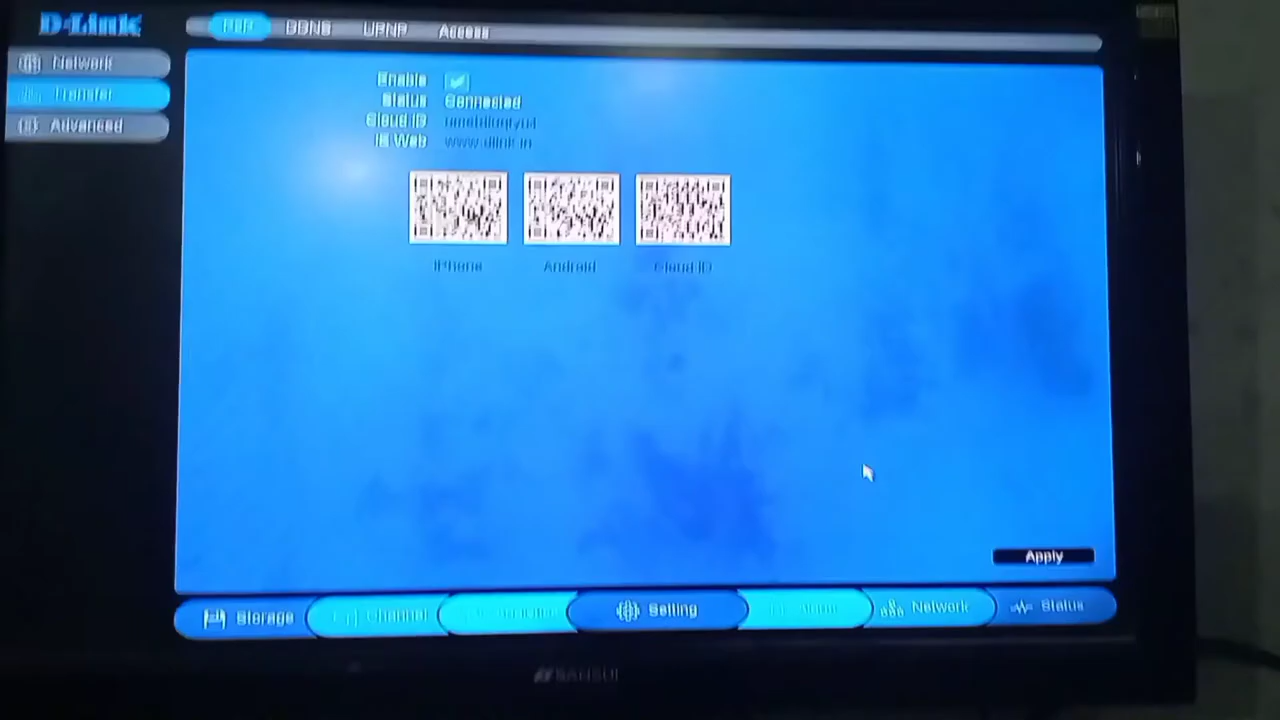 D-Link
P2P DDNS UPNP Access
Network
Transfer
Advanced
Enable
Status Connected
Cloud ID
IE Web www.dlink.in
iPhone Android Cloud ID
Apply
Storage Channel Setting Alarm Network Status
SANSUI